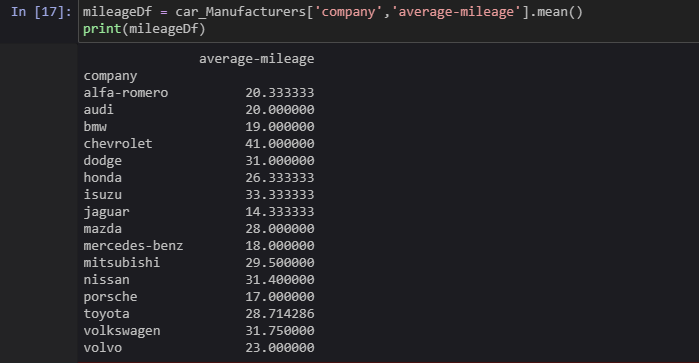 In [17]: mileageDf = car_Manufacturers['company','average-mileage'].mean()
print(mileageDf)
average-mileage
company
alfa-romero 20.333333
audi 20.000000
bmw 19.000000
chevrolet 41.000000
dodge 31.000000
honda 26.333333
isuzu 33.333333
jaguar 14.333333
mazda 28.000000
mercedes-benz 18.000000
mitsubishi 29.500000
nissan 31.400000
porsche 17.000000
toyota 28.714286
volkswagen 31.750000
volvo 23.000000